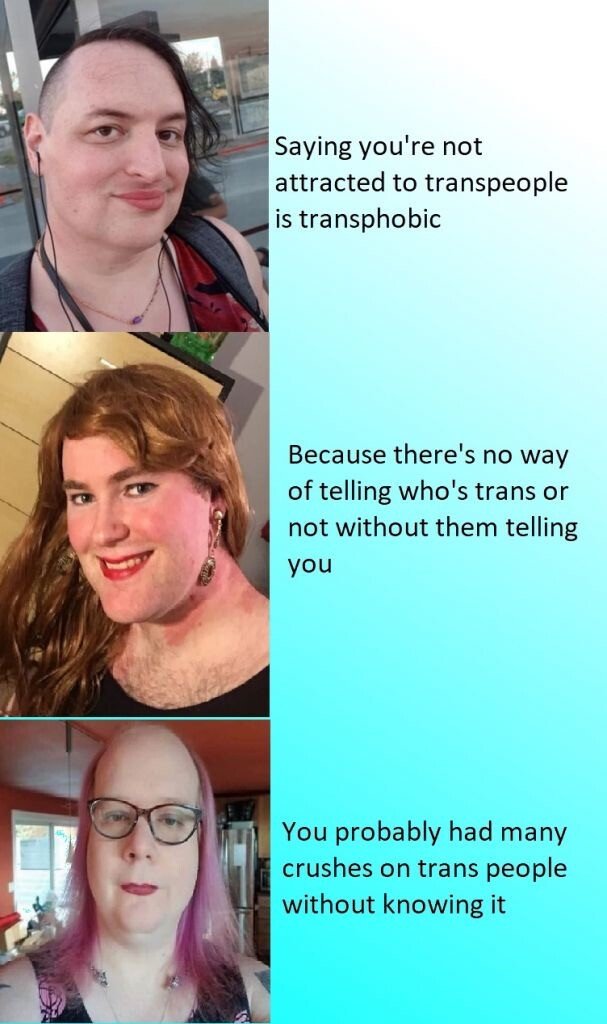 Saying you're not
attracted to transpeople
is transphobic
Because there's no way
of telling who's trans or
not without them telling
you
You probably had many
crushes on trans people
without knowing it